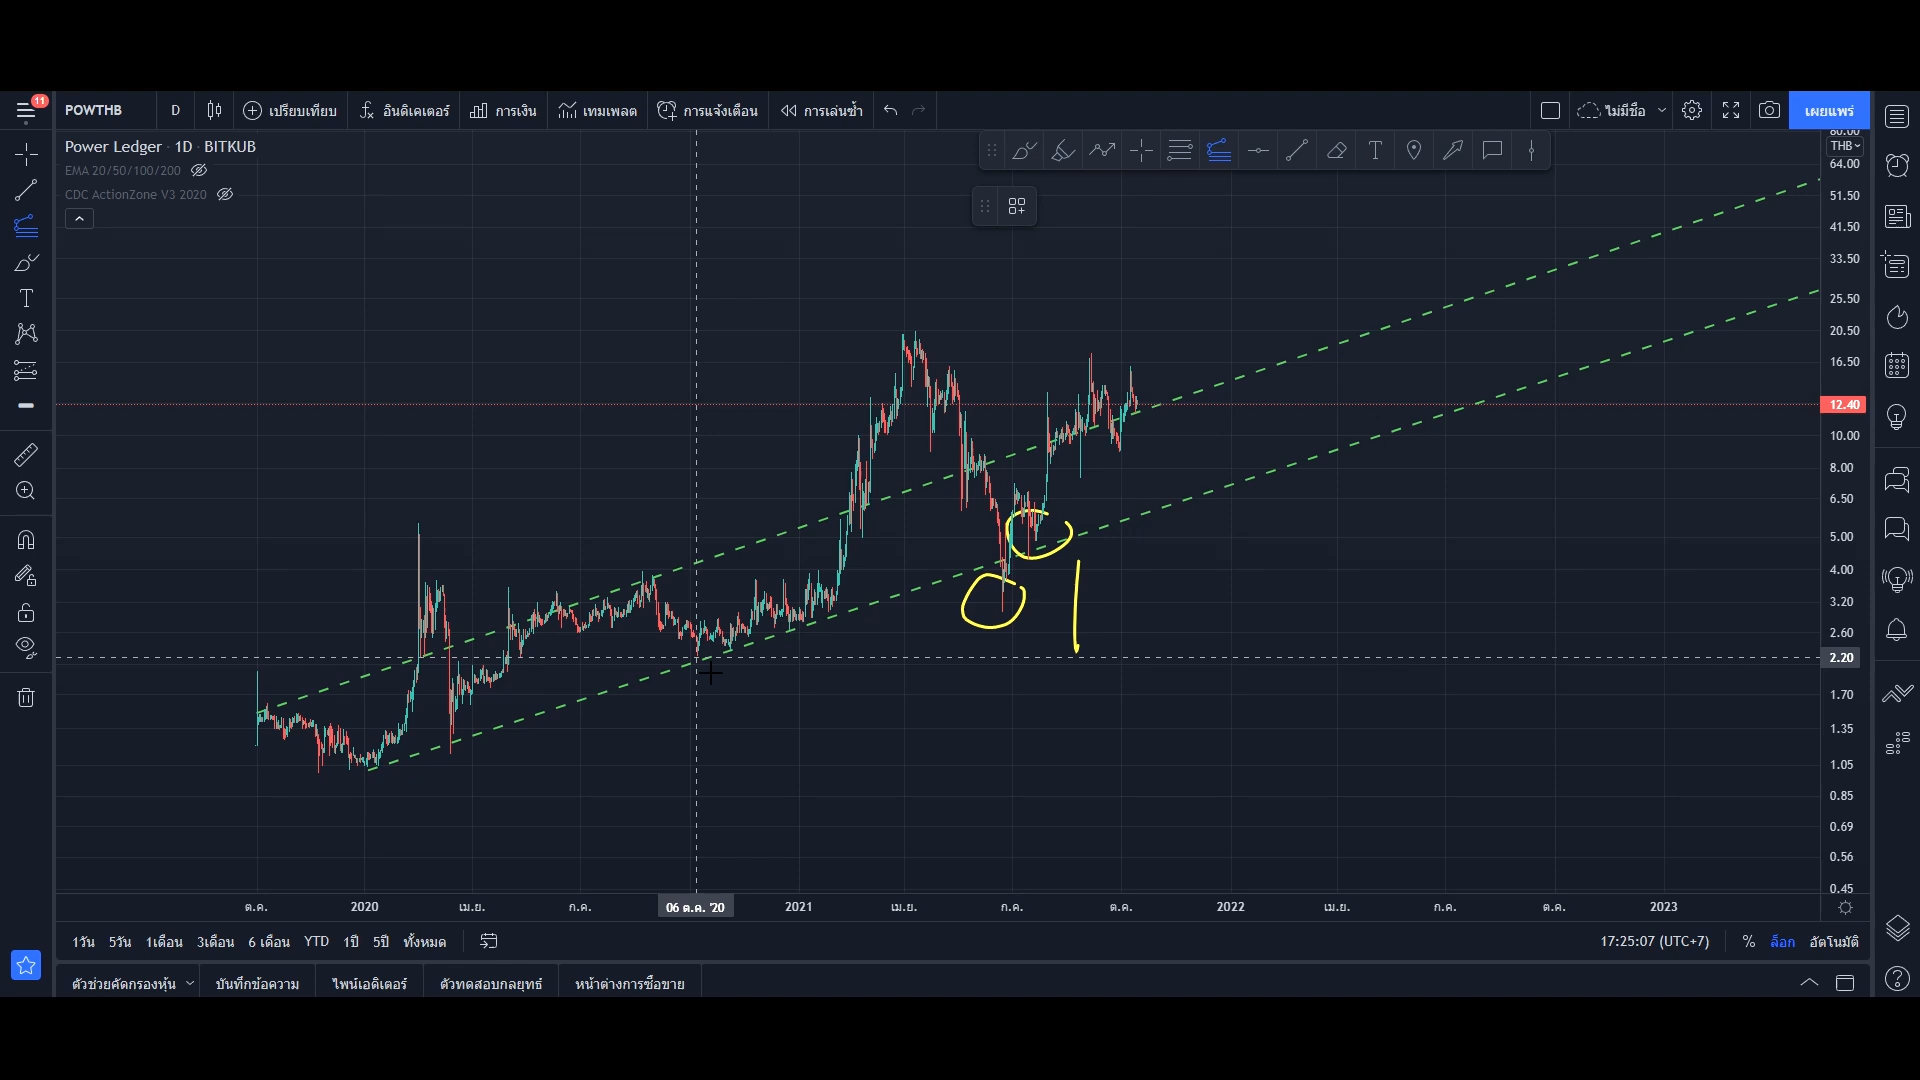 11
POWTHB D เปรียบเทียบ อินดิเคเตอร์ การเงิน เทมเพลต การแจ้งเตือน การเล่นซ้ำ ไม่มีชื่อ เผยแพร่
Power Ledger · 1D · BITKUB
EMA 20/50/100/200
CDC ActionZone V3 2020
T
T
80.00
THB
64.00
51.50
41.50
33.50
25.50
20.50
16.50
12.40
10.00
8.00
6.50
5.00
4.00
3.20
2.60
2.20
1.70
1.35
1.05
0.85
0.69
0.56
0.45
ต.ค. 2020 เม.ย. ก.ค. 06 ต.ค. '20 2021 เม.ย. ก.ค. ต.ค. 2022 เม.ย. ก.ค. ต.ค. 2023
1วัน 5วัน 1เดือน 3เดือน 6 เดือน YTD 1ปี 5ปี ทั้งหมด 17:25:07 (UTC+7) % ล็อก อัตโนมัติ
ตัวช่วยคัดกรองหุ้น บันทึกข้อความ ไพน์เอดิเตอร์ ตัวทดสอบกลยุทธ์ หน้าต่างการซื้อขาย